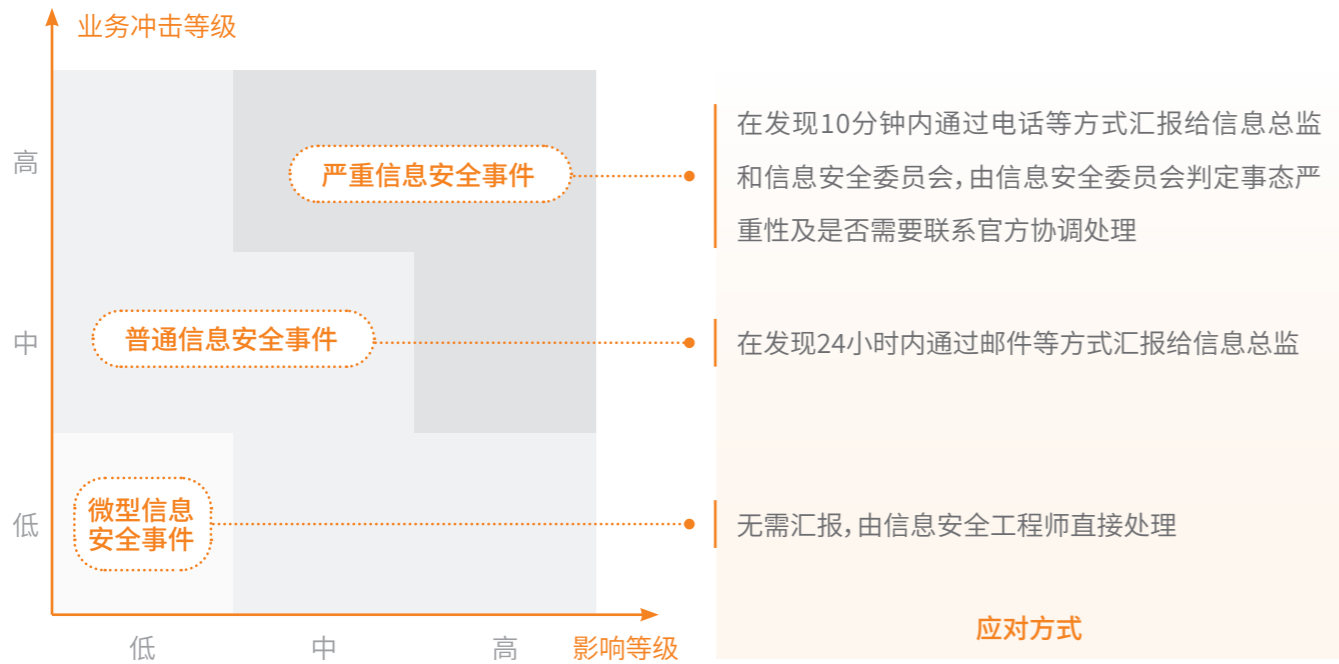 业务冲击等级
高
严重信息安全事件
在发现10分钟内通过电话等方式汇报给信息总监
和信息安全委员会，由信息安全委员会判定事态严
重性及是否需要联系官方协调处理
中
普通信息安全事件
在发现24小时内通过邮件等方式汇报给信息总监
低
微型信息
安全事件
无需汇报，由信息安全工程师直接处理
低
中
高
影响等级
应对方式